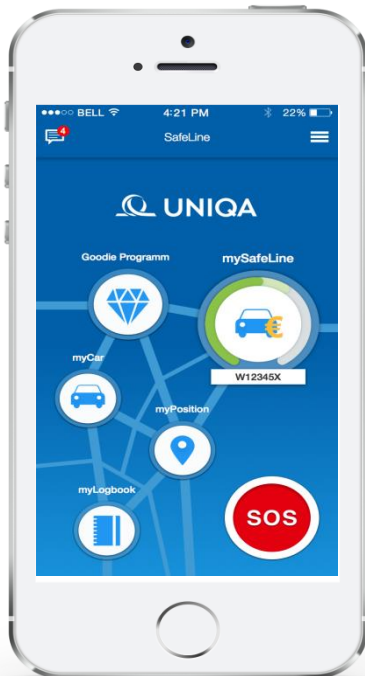 BELL 4:21 PM 22%
4
SafeLine
UNIQA
Goodie Programm
mySafeLine
W12345X
myCar
myPosition
myLogbook
SOS